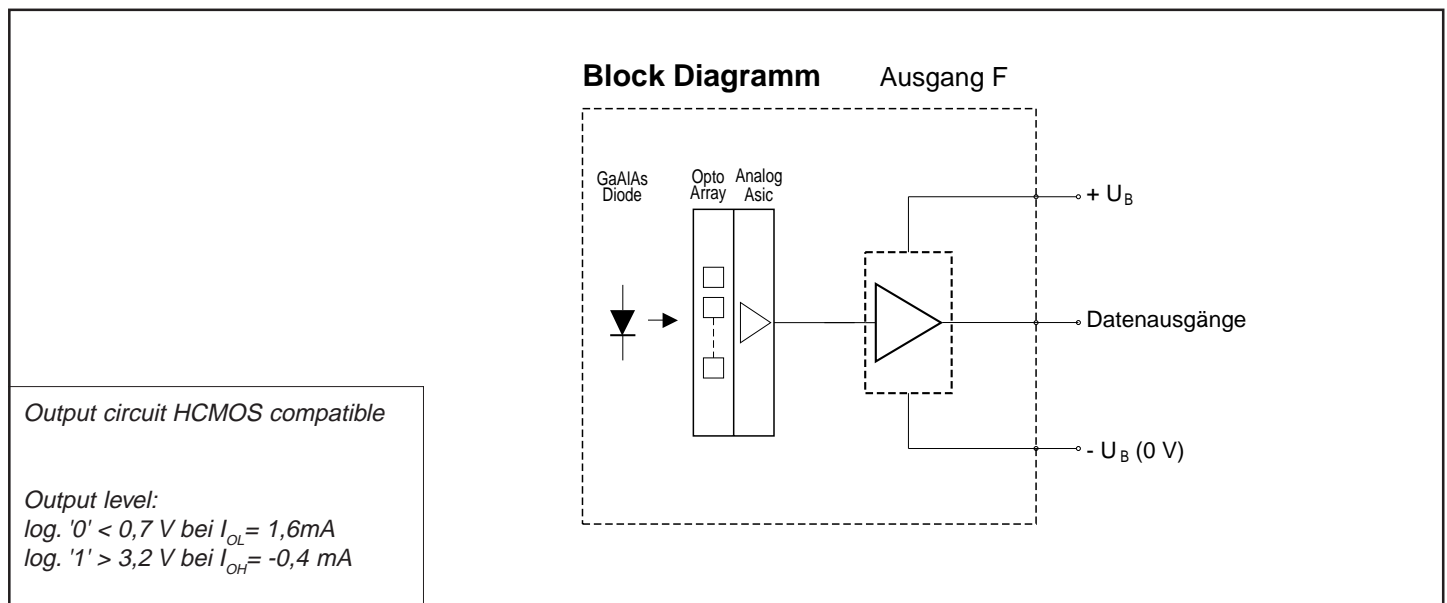 Block Diagramm Ausgang F
GaAlAs
Diode
Opto
Array
Analog
Asic
+ UB
Datenausgänge
- UB (0 V)
Output circuit HCMOS compatible
Output level:
log. '0' < 0,7 V bei IOL= 1,6mA
log. '1' > 3,2 V bei IOH= -0,4 mA